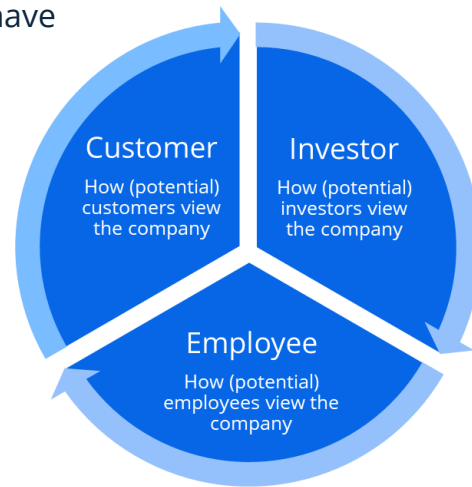 have
Customer
How (potential)
customers view
the company
Investor
How (potential)
investors view
the company
Employee
How (potential)
employees view the
company